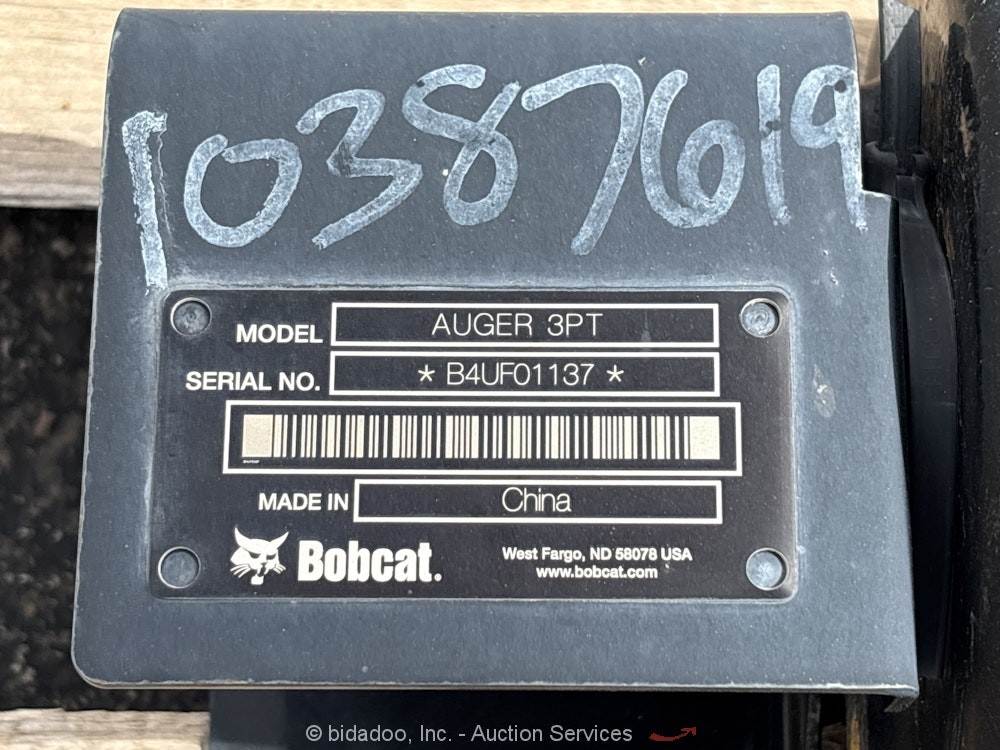 10387619
MODEL AUGER 3PT
SERIAL NO. * B4UF01137 *
MADE IN China
Bobcat. West Fargo, ND 58078 USA
www.bobcat.com
© bidadoo, Inc. - Auction Services